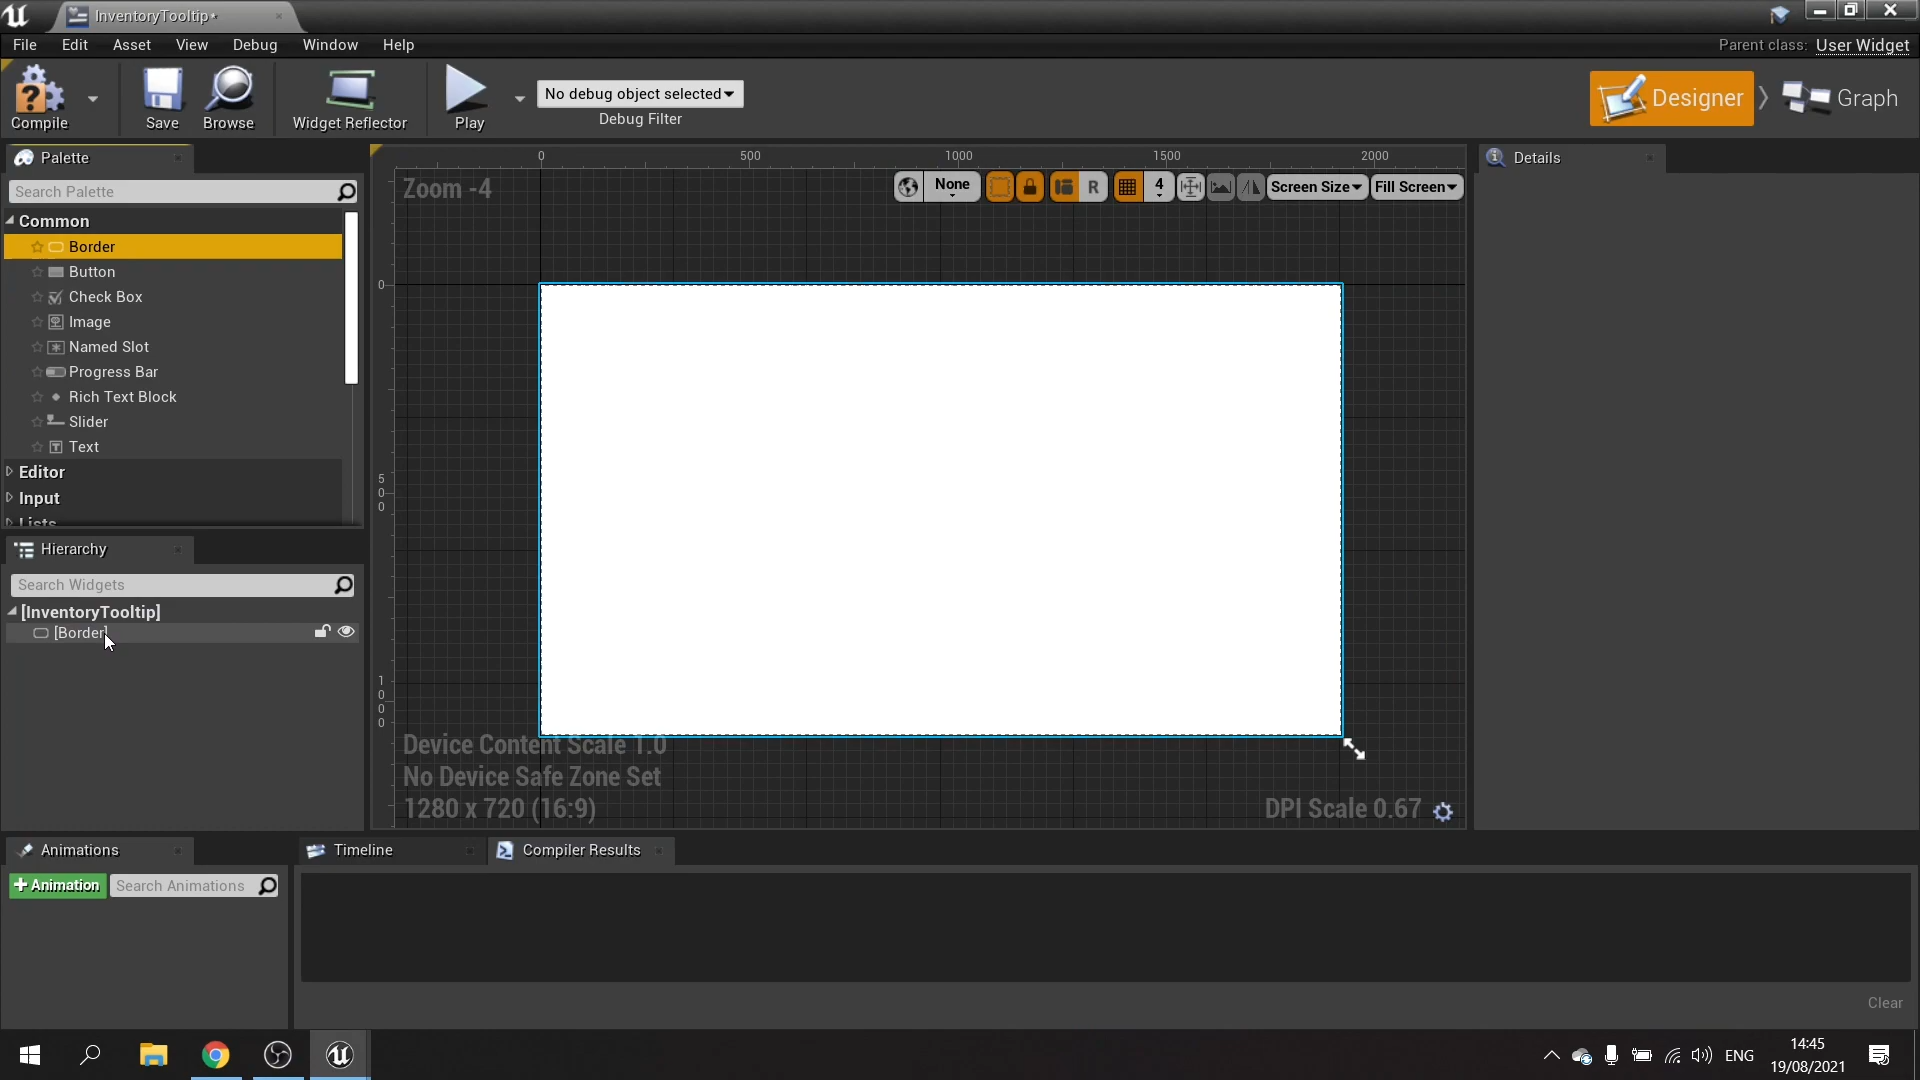 InventoryTooltip*
File Edit Asset View Debug Window Help
Parent class: User Widget
Compile
Save
Browse
Widget Reflector
Play
No debug object selected
Debug Filter
Designer
Graph
Palette
Search Palette
Common
Border
Button
Check Box
Image
Named Slot
Progress Bar
Rich Text Block
Slider
Text
Editor
Input
Lists
Hierarchy
Search Widgets
[InventoryTooltip]
[Border]
0 500 1000 1500 2000
Zoom -4
None
R
4
Screen Size
Fill Screen
0
500
1000
Device Content Scale 1.0
No Device Safe Zone Set
1280 x 720 (16:9)
DPI Scale 0.67
Details
Animations
+ Animation
Search Animations
Timeline
Compiler Results
Clear
ENG
14:45
19/08/2021